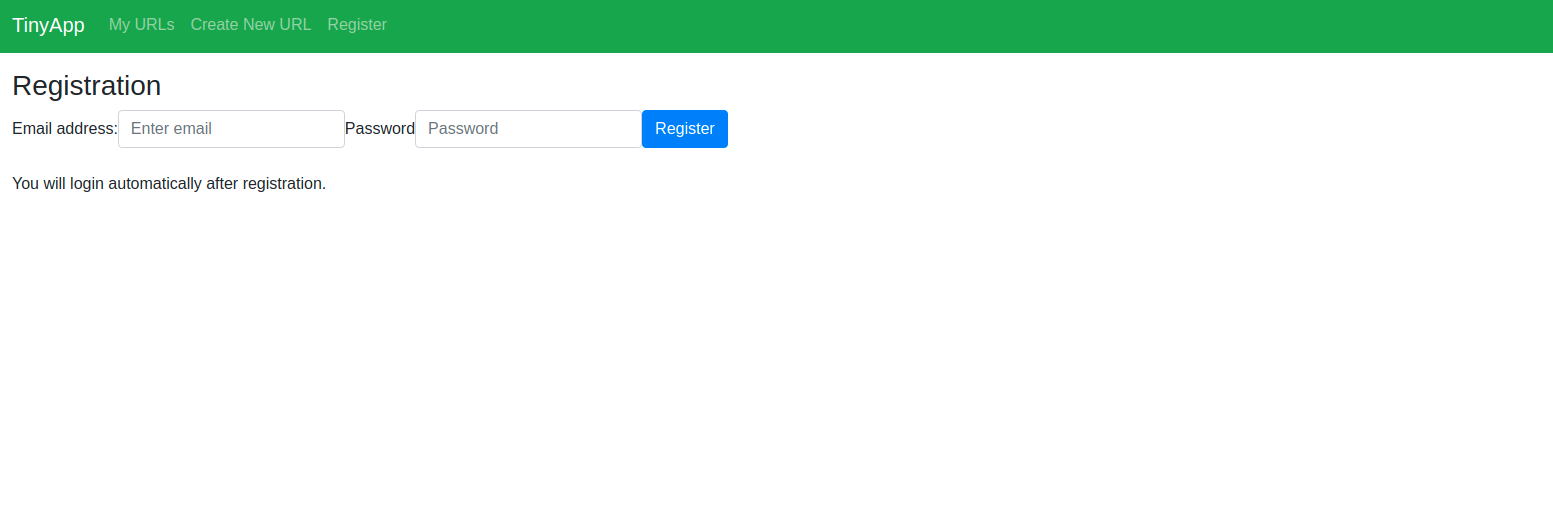 TinyApp My URLs Create New URL Register
Registration
Email address: Enter email Password Password Register
You will login automatically after registration.